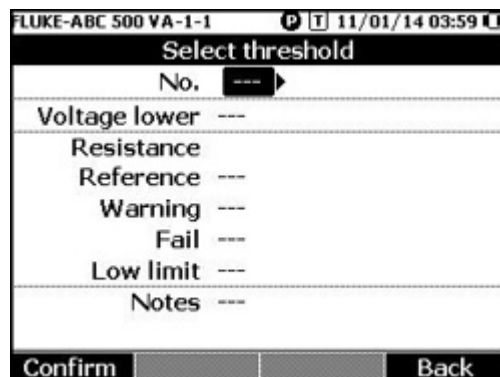 FLUKE-ABC 500 VA-1-1 P T 11/01/14 03:59
Select threshold
No. ---
Voltage lower ---
Resistance
Reference ---
Warning ---
Fail ---
Low limit ---
Notes ---
Confirm Back